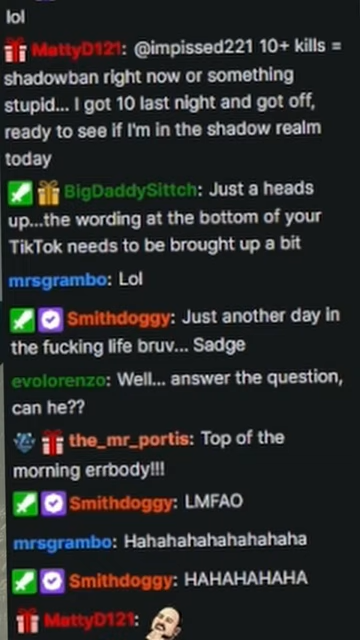 lol
MattyD121: @impissed221 10+ kills =
shadowban right now or something
stupid... I got 10 last night and got off,
ready to see if I'm in the shadow realm
today
BigDaddySittch: Just a heads
up...the wording at the bottom of your
TikTok needs to be brought up a bit
mrsgrambo: Lol
Smithdoggy: Just another day in
the fucking life bruv... Sadge
evolorenzo: Well... answer the question,
can he??
the_mr_portis: Top of the
morning errbody!!!
Smithdoggy: LMFAO
mrsgrambo: Hahahahahahahahaha
Smithdoggy: HAHAHAHAHA
MattyD121: